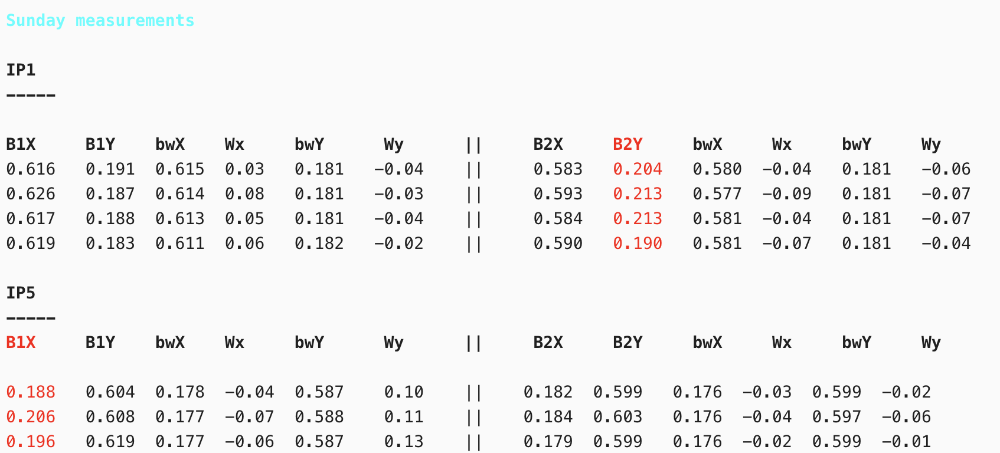 Sunday measurements
IP1
-----
B1X B1Y bwX Wx bwY Wy || B2X B2Y bwX Wx bwY Wy
0.616 0.191 0.615 0.03 0.181 -0.04 || 0.583 0.204 0.580 -0.04 0.181 -0.06
0.626 0.187 0.614 0.08 0.181 -0.03 || 0.593 0.213 0.577 -0.09 0.181 -0.07
0.617 0.188 0.613 0.05 0.181 -0.04 || 0.584 0.213 0.581 -0.04 0.181 -0.07
0.619 0.183 0.611 0.06 0.182 -0.02 || 0.590 0.190 0.581 -0.07 0.181 -0.04
IP5
-----
B1X B1Y bwX Wx bwY Wy || B2X B2Y bwX Wx bwY Wy
0.188 0.604 0.178 -0.04 0.587 0.10 || 0.182 0.599 0.176 -0.03 0.599 -0.02
0.206 0.608 0.177 -0.07 0.588 0.11 || 0.184 0.603 0.176 -0.04 0.597 -0.06
0.196 0.619 0.177 -0.06 0.587 0.13 || 0.179 0.599 0.176 -0.02 0.599 -0.01